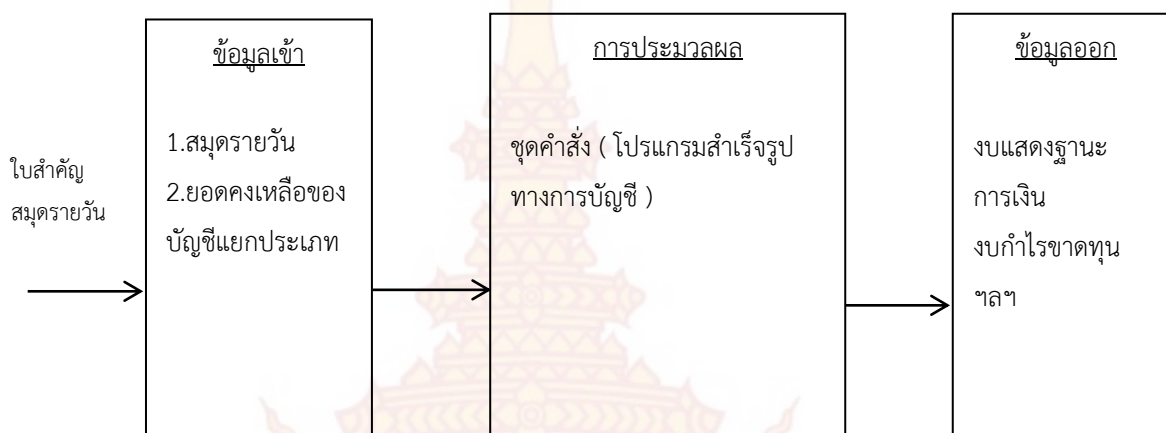 ใบสำคัญ
สมุดรายวัน
ข้อมูลเข้า
1.สมุดรายวัน
2.ยอดคงเหลือของ
บัญชีแยกประเภท
การประมวลผล
ชุดคำสั่ง ( โปรแกรมสำเร็จรูป
ทางการบัญชี )
ข้อมูลออก
งบแสดงฐานะ
การเงิน
งบกำไรขาดทุน
ฯลฯ